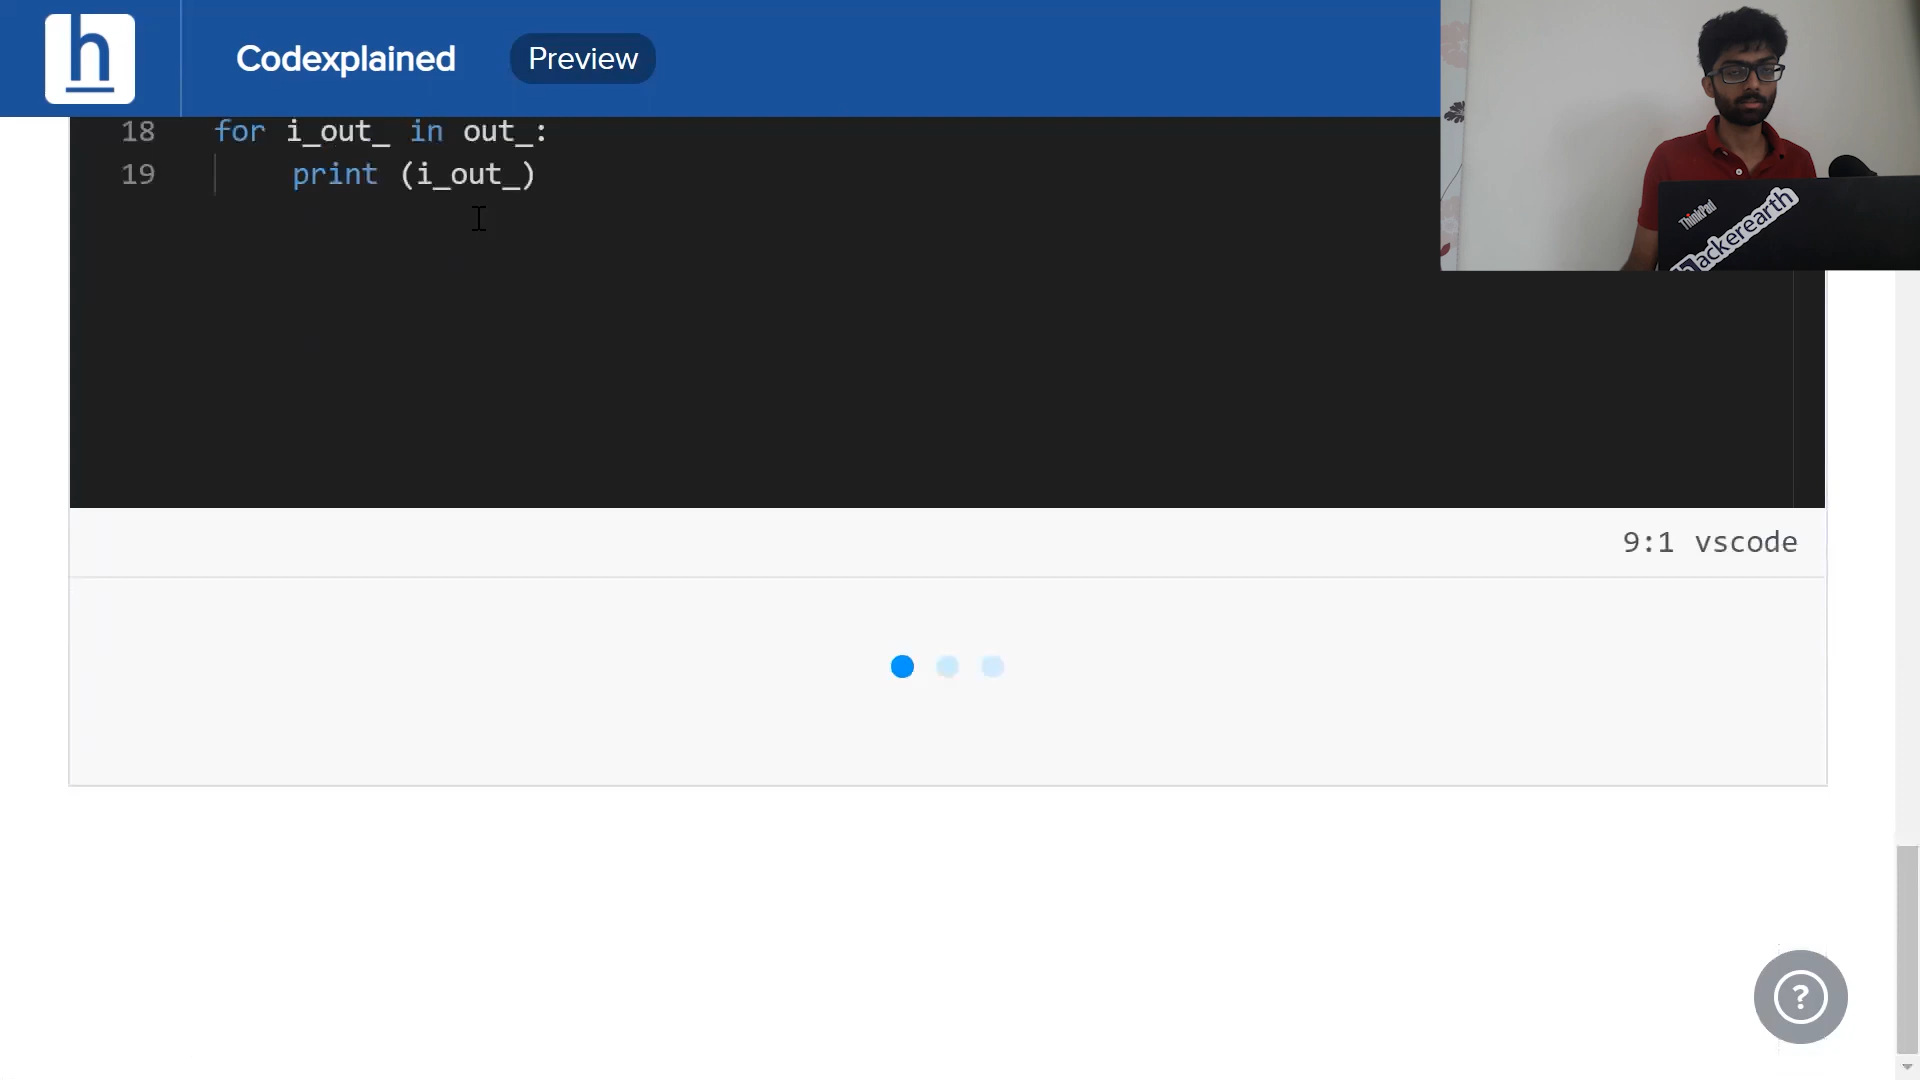 h
Codexplained
Preview
18 for i_out_ in out_:
19 print (i_out_)
ThinkPad
hackerearth
9:1 vscode
?